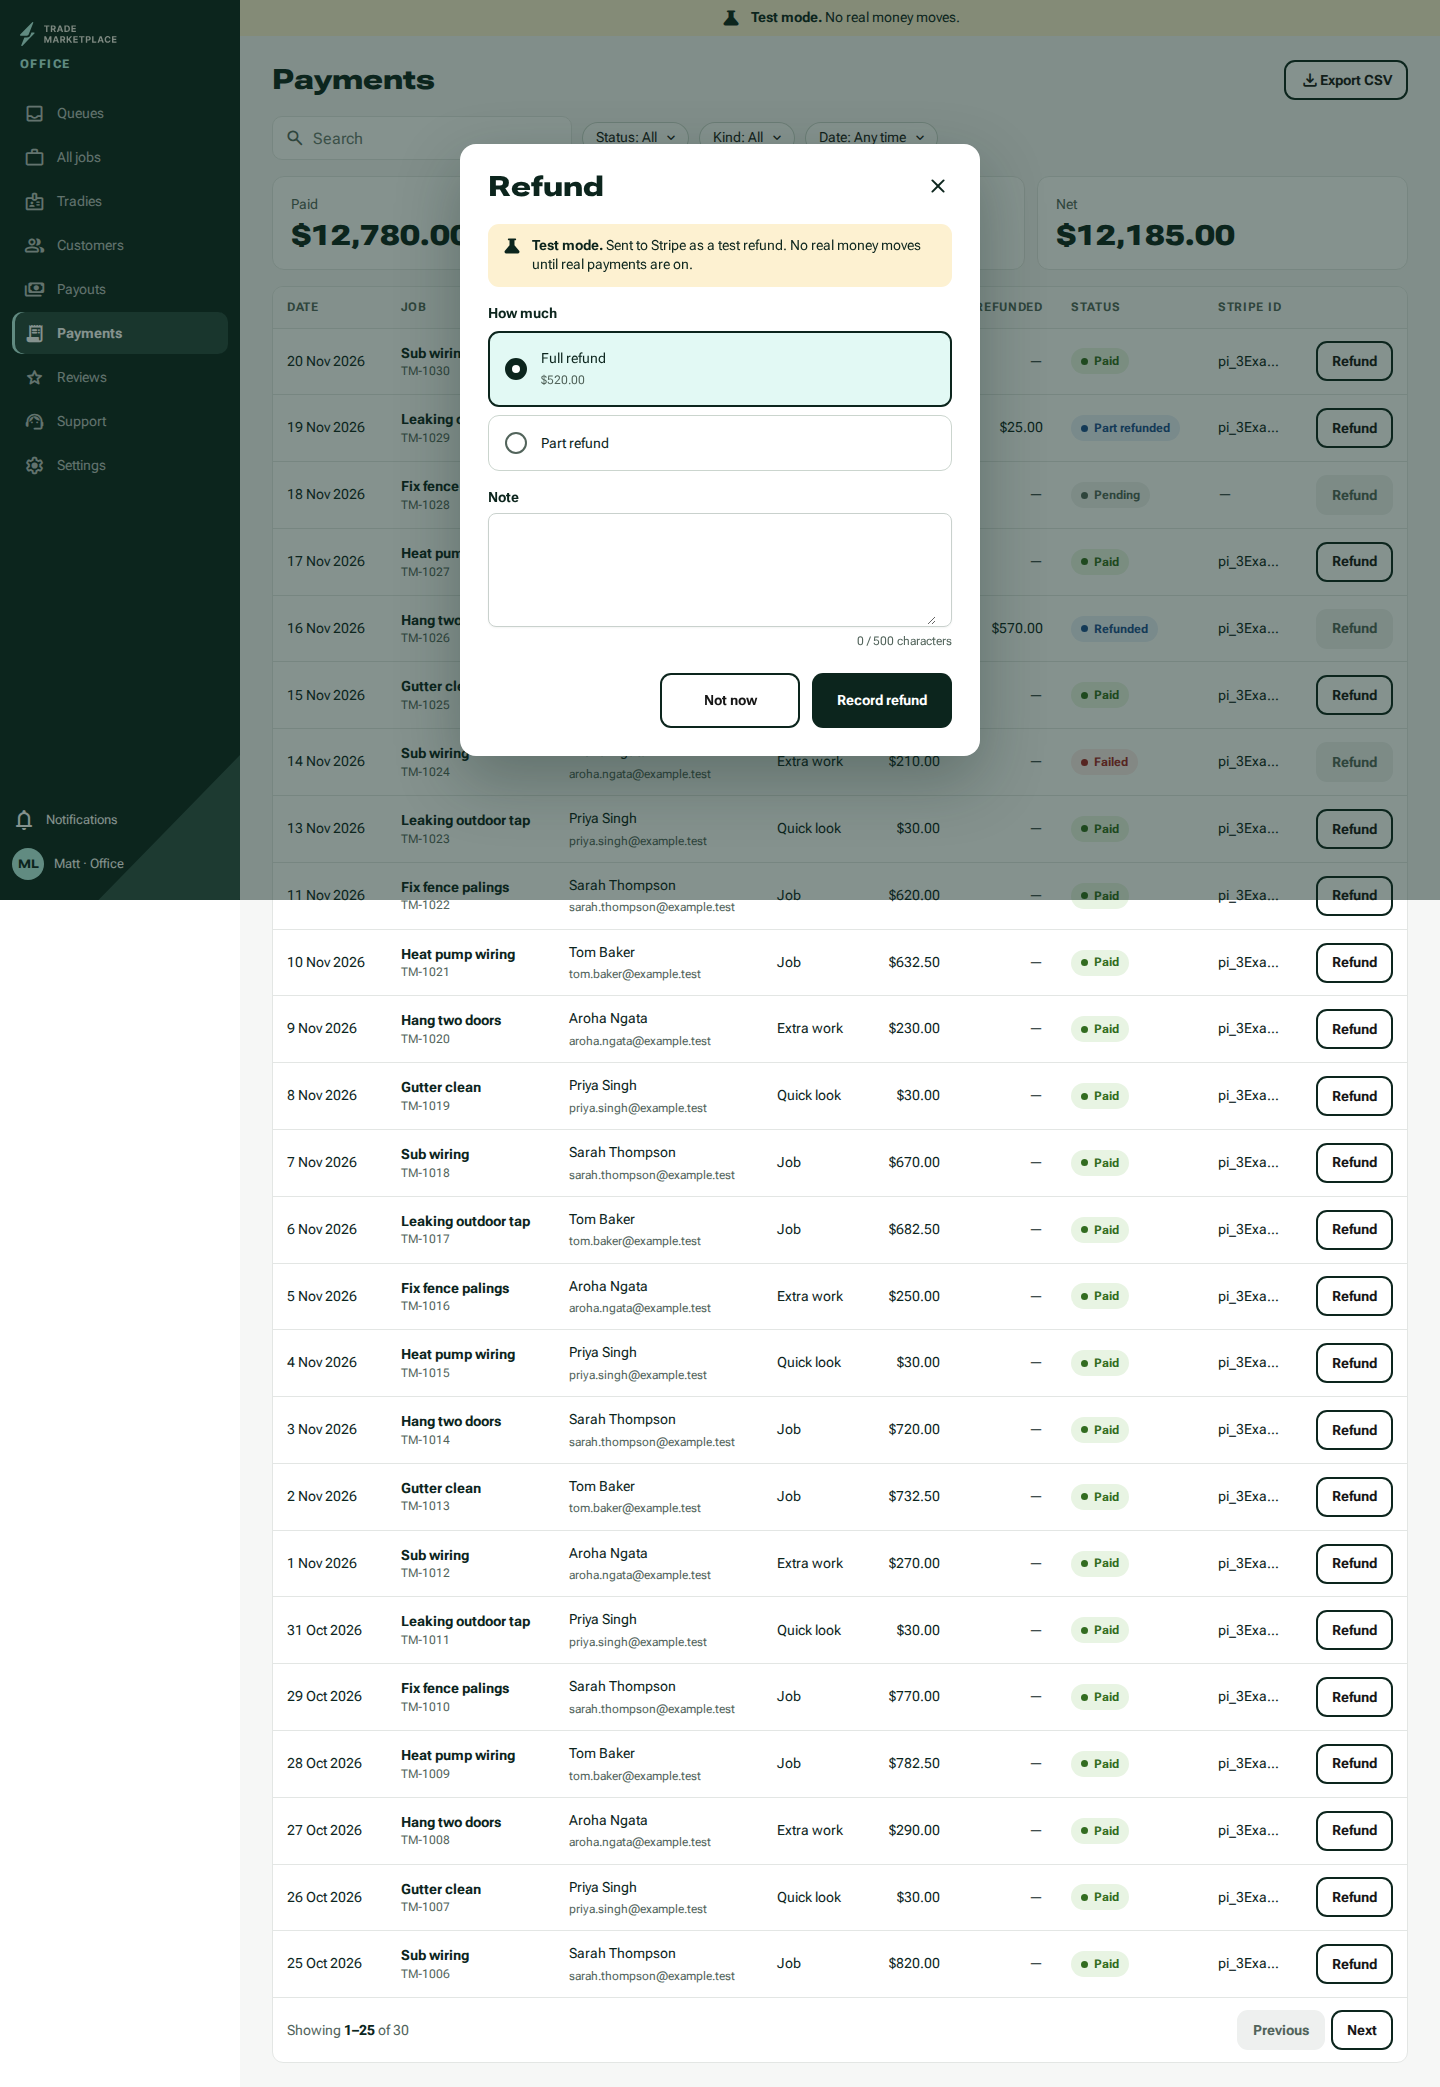 TRADE
MARKETPLACE
OFFICE
Queues
All jobs
Tradies
Customers
Payouts
Payments
Reviews
Support
Settings
Notifications
ML Matt · Office
Test mode. No real money moves.
Payments
Export CSV
Search
Status: All
Kind: All
Date: Any time
Paid
$12,780.00
Net
$12,185.00
Refund
Test mode. Sent to Stripe as a test refund. No real money moves
until real payments are on.
How much
Full refund
$520.00
Part refund
Note
0 / 500 characters
Not now
Record refund
DATE JOB REFUNDED STATUS STRIPE ID
20 Nov 2026 Sub wirin — Paid pi_3Exa... Refund
TM-1030
19 Nov 2026 Leaking $25.00 Part refunded pi_3Exa... Refund
TM-1029
18 Nov 2026 Fix fence — Pending — Refund
TM-1028
17 Nov 2026 Heat pum — Paid pi_3Exa... Refund
TM-1027
16 Nov 2026 Hang two $570.00 Refunded pi_3Exa... Refund
TM-1026
15 Nov 2026 Gutter cle — Paid pi_3Exa... Refund
TM-1025
14 Nov 2026 Sub wiring Extra work $210.00 — Failed pi_3Exa... Refund
TM-1024 aroha.ngata@example.test
13 Nov 2026 Leaking outdoor tap Priya Singh Quick look $30.00 — Paid pi_3Exa... Refund
TM-1023 priya.singh@example.test
11 Nov 2026 Fix fence palings Sarah Thompson Job $620.00 — Paid pi_3Exa... Refund
TM-1022 sarah.thompson@example.test
10 Nov 2026 Heat pump wiring Tom Baker Job $632.50 — Paid pi_3Exa... Refund
TM-1021 tom.baker@example.test
9 Nov 2026 Hang two doors Aroha Ngata Extra work $230.00 — Paid pi_3Exa... Refund
TM-1020 aroha.ngata@example.test
8 Nov 2026 Gutter clean Priya Singh Quick look $30.00 — Paid pi_3Exa... Refund
TM-1019 priya.singh@example.test
7 Nov 2026 Sub wiring Sarah Thompson Job $670.00 — Paid pi_3Exa... Refund
TM-1018 sarah.thompson@example.test
6 Nov 2026 Leaking outdoor tap Tom Baker Job $682.50 — Paid pi_3Exa... Refund
TM-1017 tom.baker@example.test
5 Nov 2026 Fix fence palings Aroha Ngata Extra work $250.00 — Paid pi_3Exa... Refund
TM-1016 aroha.ngata@example.test
4 Nov 2026 Heat pump wiring Priya Singh Quick look $30.00 — Paid pi_3Exa... Refund
TM-1015 priya.singh@example.test
3 Nov 2026 Hang two doors Sarah Thompson Job $720.00 — Paid pi_3Exa... Refund
TM-1014 sarah.thompson@example.test
2 Nov 2026 Gutter clean Tom Baker Job $732.50 — Paid pi_3Exa... Refund
TM-1013 tom.baker@example.test
1 Nov 2026 Sub wiring Aroha Ngata Extra work $270.00 — Paid pi_3Exa... Refund
TM-1012 aroha.ngata@example.test
31 Oct 2026 Leaking outdoor tap Priya Singh Quick look $30.00 — Paid pi_3Exa... Refund
TM-1011 priya.singh@example.test
29 Oct 2026 Fix fence palings Sarah Thompson Job $770.00 — Paid pi_3Exa... Refund
TM-1010 sarah.thompson@example.test
28 Oct 2026 Heat pump wiring Tom Baker Job $782.50 — Paid pi_3Exa... Refund
TM-1009 tom.baker@example.test
27 Oct 2026 Hang two doors Aroha Ngata Extra work $290.00 — Paid pi_3Exa... Refund
TM-1008 aroha.ngata@example.test
26 Oct 2026 Gutter clean Priya Singh Quick look $30.00 — Paid pi_3Exa... Refund
TM-1007 priya.singh@example.test
25 Oct 2026 Sub wiring Sarah Thompson Job $820.00 — Paid pi_3Exa... Refund
TM-1006 sarah.thompson@example.test
Showing 1–25 of 30
Previous
Next